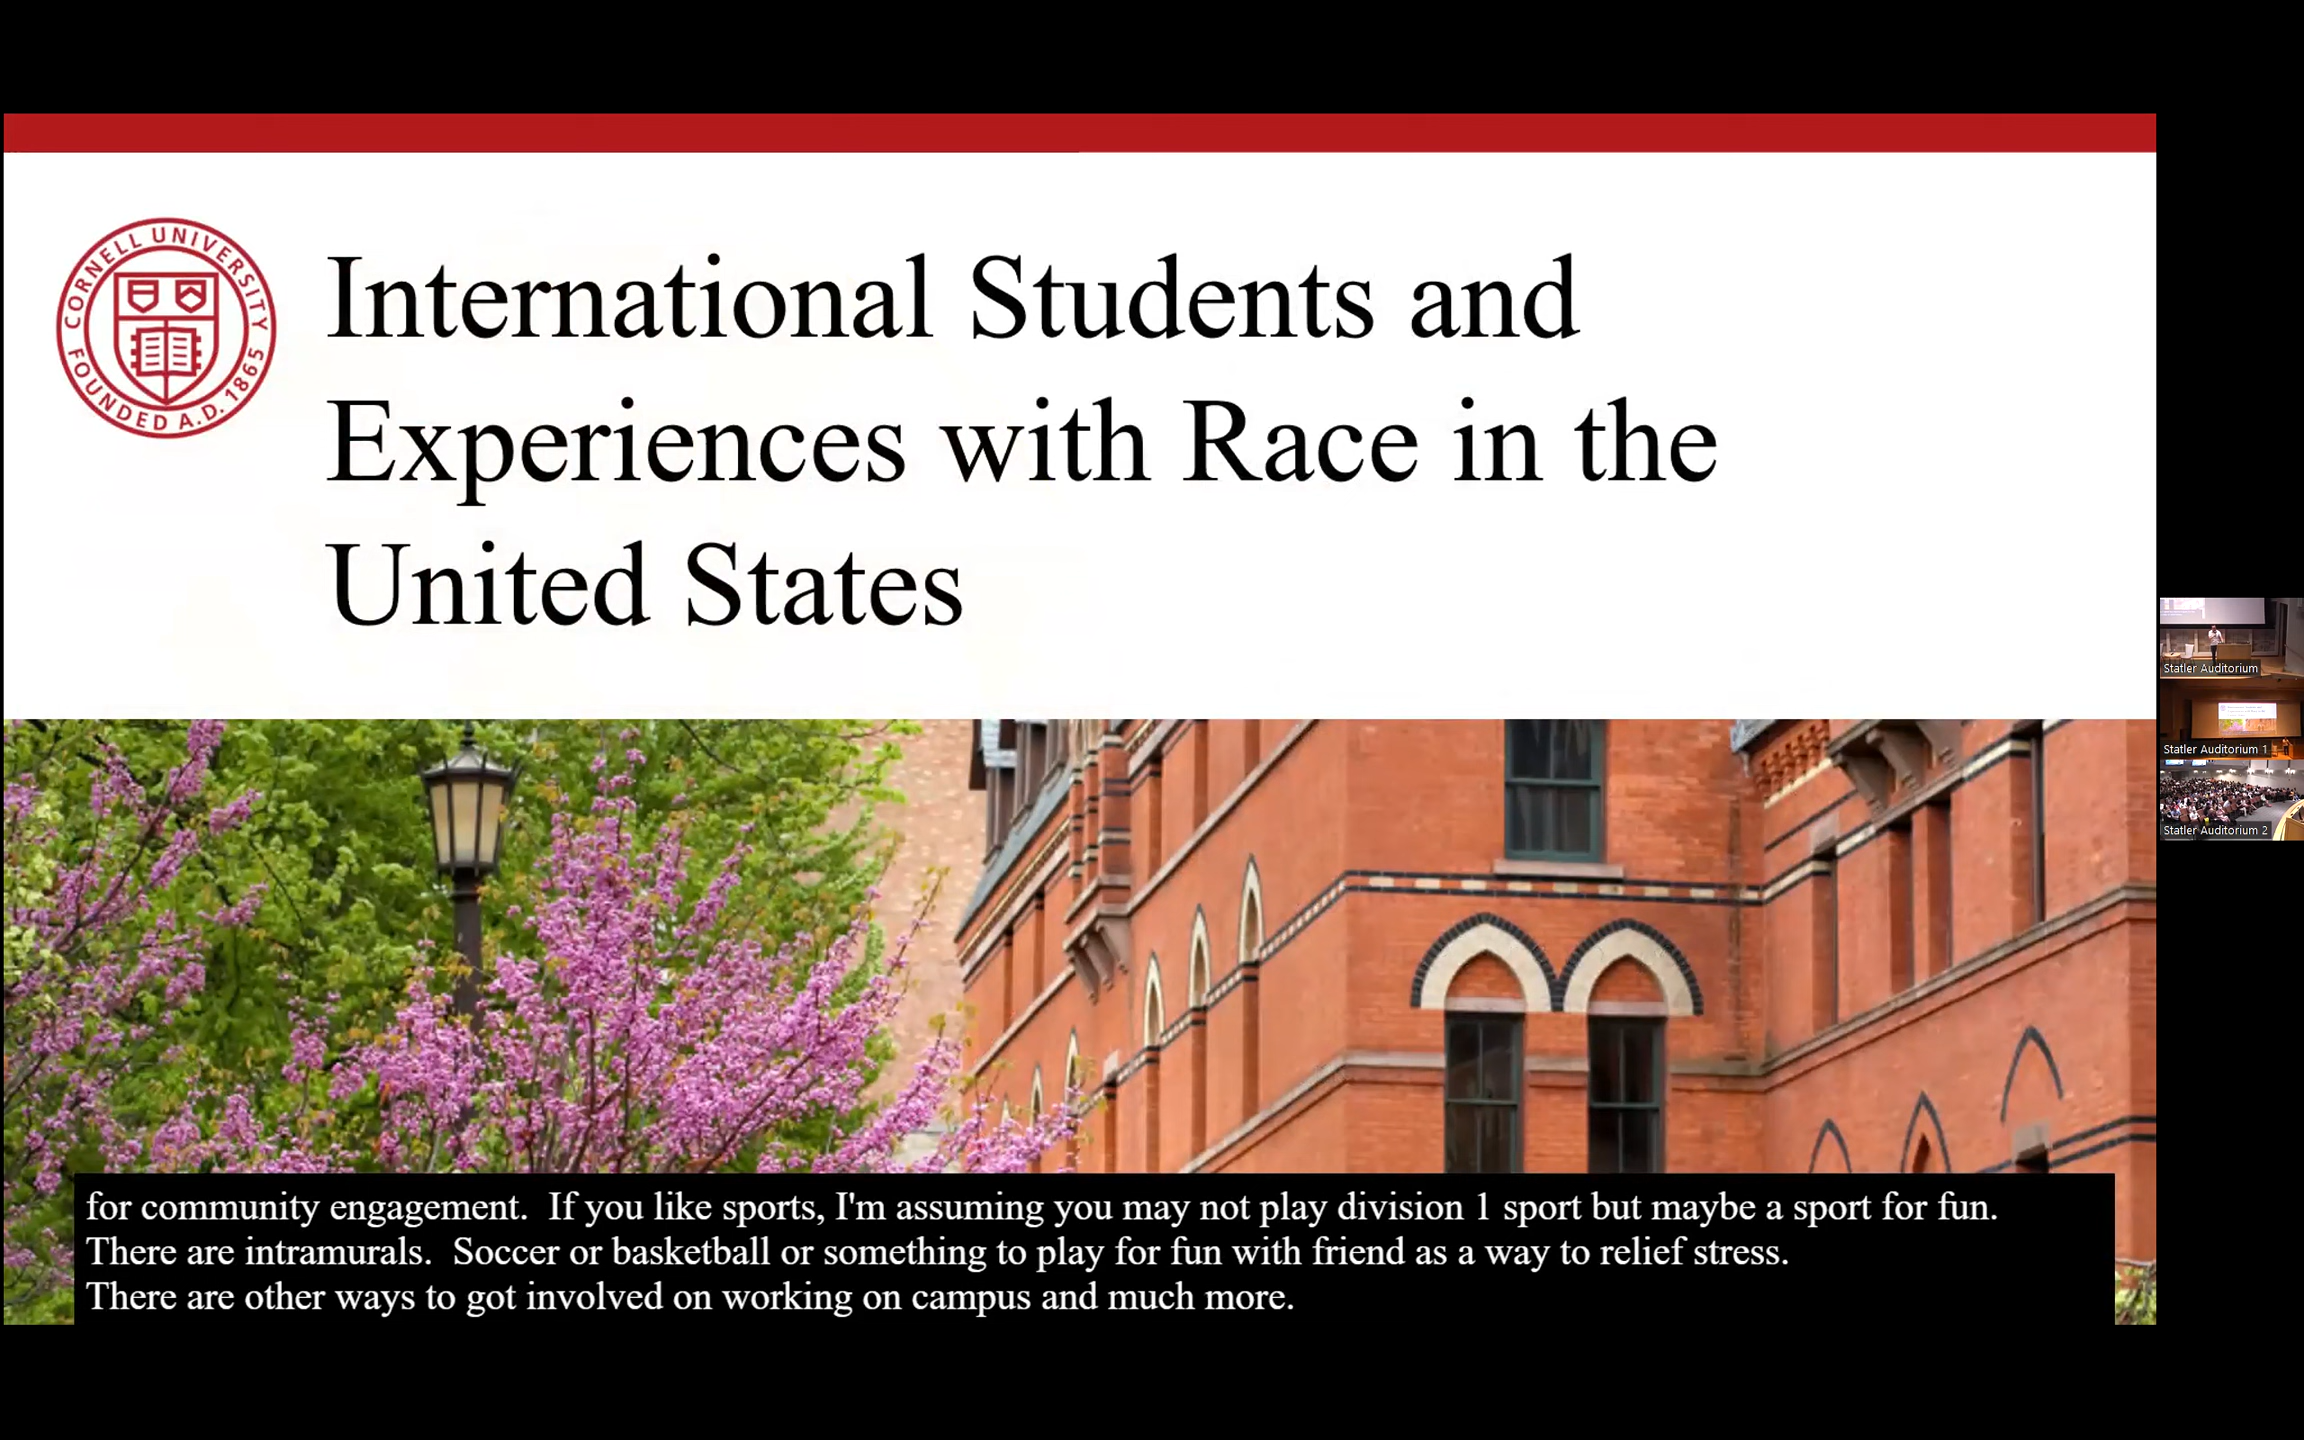 CORNELL UNIVERSITY
FOUNDED A.D. 1865
International Students and
Experiences with Race in the
United States
for community engagement.  If you like sports, I'm assuming you may not play division 1 sport but maybe a sport for fun.
There are intramurals.  Soccer or basketball or something to play for fun with friend as a way to relief stress.
There are other ways to got involved on working on campus and much more.
Statler Auditorium
Statler Auditorium 1
Statler Auditorium 2